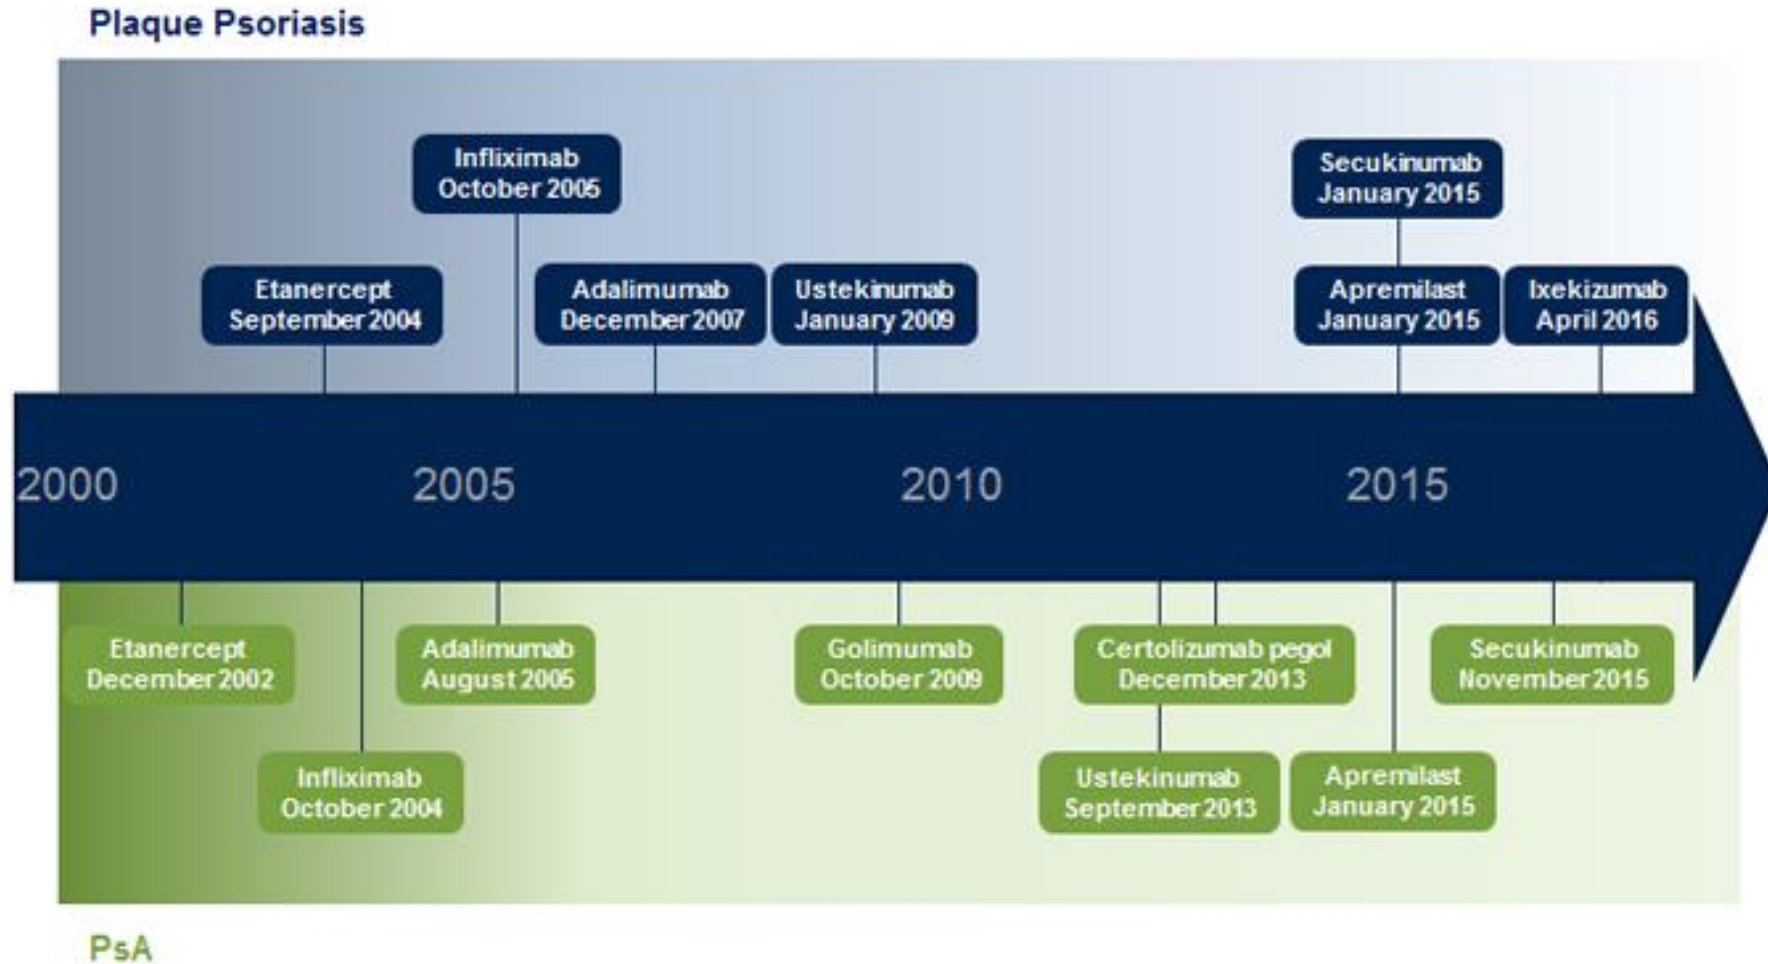 Plaque Psoriasis
Infliximab
October 2005
Secukinumab
January 2015
Etanercept
September 2004
Adalimumab
December 2007
Ustekinumab
January 2009
Apremilast
January 2015
Ixekizumab
April 2016
2000
2005
2010
2015
Etanercept
December 2002
Adalimumab
August 2005
Golimumab
October 2009
Certolizumab pegol
December 2013
Secukinumab
November 2015
Infliximab
October 2004
Ustekinumab
September 2013
Apremilast
January 2015
PsA